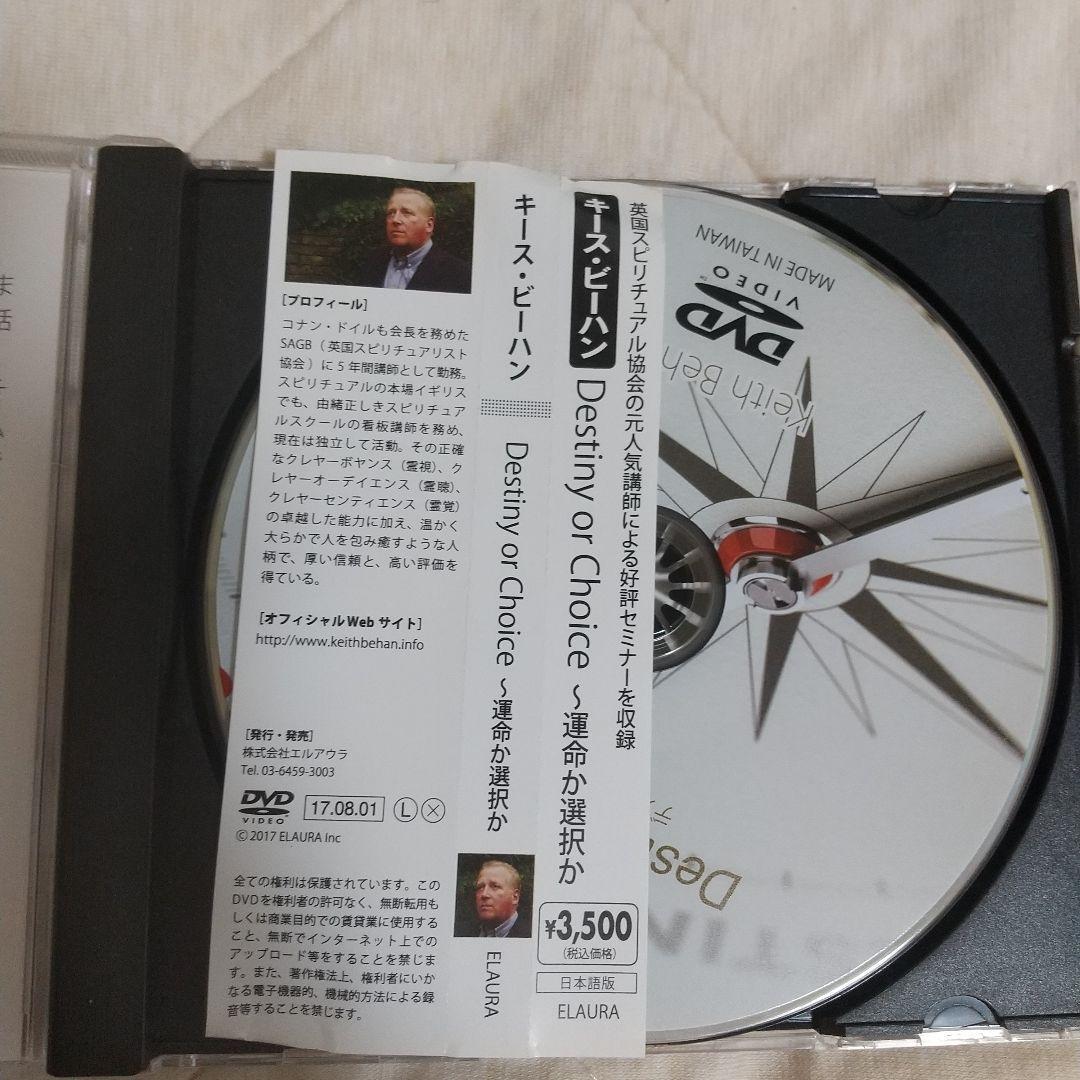 [プロフィール]
コナン・ドイルも会長を務めた
SAGB(英国スピリチュアリスト
協会)に5年間講師として勤務。
スピリチュアルの本場イギリス
でも、由緒正しきスピリチュア
ルスクールの看板講師を務め、
現在は独立して活動。その正確
なクレヤーボヤンス(霊視)、ク
レヤーオーデイエンス(霊聴)、
クレヤーセンティエンス(霊覚)
の卓越した能力に加え、温かく
大らかで人を包み癒すような人
柄で、厚い信頼と、高い評価を
得ている。
[オフィシャルWebサイト]
http://www.keithbehan.info
[発行・発売]
株式会社エルアウラ
Tel. 03-6459-3003
DVD
VIDEO
17.08.01
L
© 2017 ELAURA Inc
全ての権利は保護されています。この
DVDを権利者の許可なく、無断転用も
しくは商業目的での賃貸業に使用する
こと、無断でインターネット上での
アップロード等をすることを禁じま
す。また、著作権法上、権利者にいか
なる電子機器的、機械的方法による録
音等することを禁じます。
キース・ビーハン
Destiny or Choice ～運命か選択か
ELAURA
英国スピリチュアル協会の元人気講師による好評セミナーを収録
キース・ビーハン
Destiny or Choice ～運命か選択か
¥3,500
(税込価格)
日本語版
ELAURA
MADE IN TAIWAN
DVD
VIDEO
Keith Beh
Des
デ
ま
話